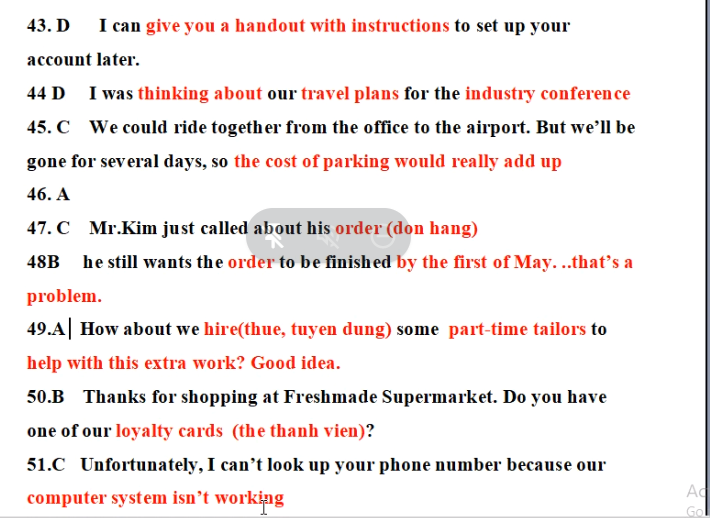 43. D I can give you a handout with instructions to set up your
account later.
44 D I was thinking about our travel plans for the industry conference
45. C We could ride together from the office to the airport. But we’ll be
gone for several days, so the cost of parking would really add up
46. A
47. C Mr.Kim just called about his order (don hang)
48B he still wants the order to be finished by the first of May. ..that’s a
problem.
49.A How about we hire(thue, tuyen dung) some part-time tailors to
help with this extra work? Good idea.
50.B Thanks for shopping at Freshmade Supermarket. Do you have
one of our loyalty cards (the thanh vien)?
51.C Unfortunately, I can’t look up your phone number because our
computer system isn’t working